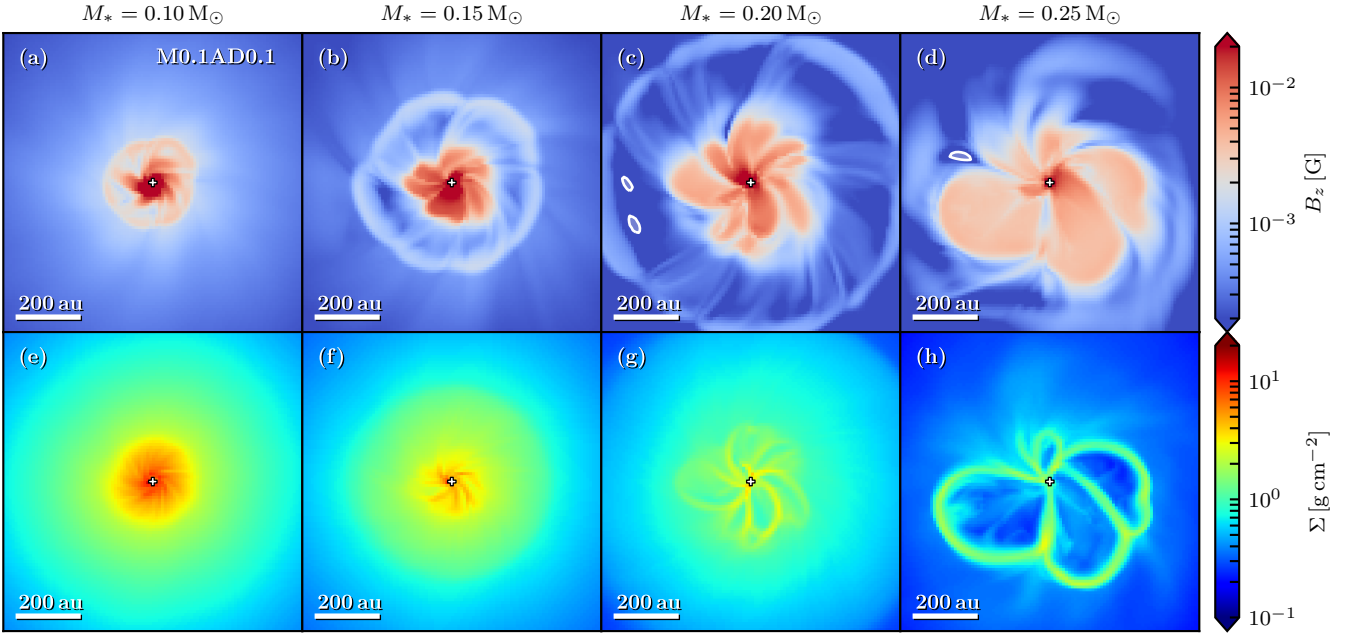 M∗ = 0.10 M⊙ M∗ = 0.15 M⊙ M∗ = 0.20 M⊙ M∗ = 0.25 M⊙
(a) M0.1AD0.1 (b) (c) (d)
10⁻²
10⁻³
B_z [G]
200 au 200 au 200 au 200 au
(e) (f) (g) (h)
10¹
10⁰
10⁻¹
Σ [g cm⁻²]
200 au 200 au 200 au 200 au